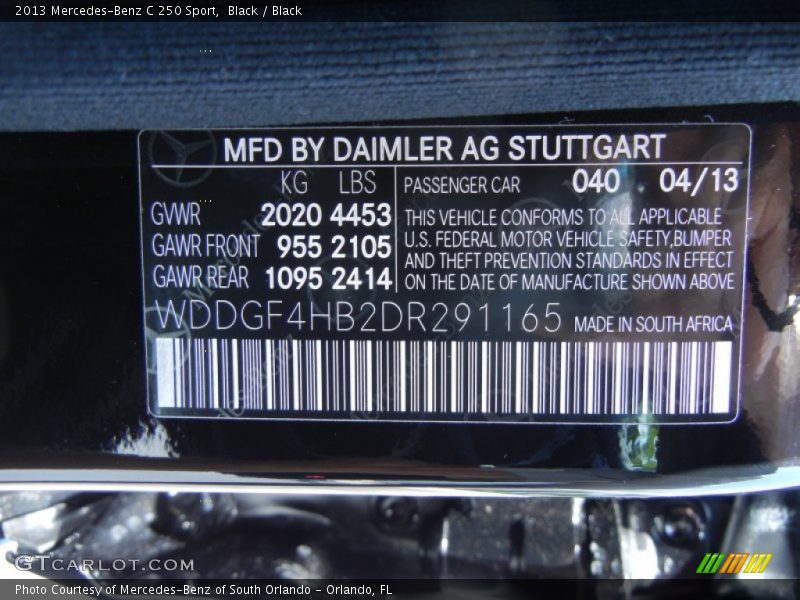 2013 Mercedes-Benz C 250 Sport, Black / Black
MFD BY DAIMLER AG STUTTGART
KG LBS
GVWR 2020 4453
GAWR FRONT 955 2105
GAWR REAR 1095 2414
PASSENGER CAR 040 04/13
THIS VEHICLE CONFORMS TO ALL APPLICABLE
U.S. FEDERAL MOTOR VEHICLE SAFETY,BUMPER
AND THEFT PREVENTION STANDARDS IN EFFECT
ON THE DATE OF MANUFACTURE SHOWN ABOVE
WDDGF4HB2DR291165 MADE IN SOUTH AFRICA
GTCARLOT.COM
Photo Courtesy of Mercedes-Benz of South Orlando - Orlando, FL